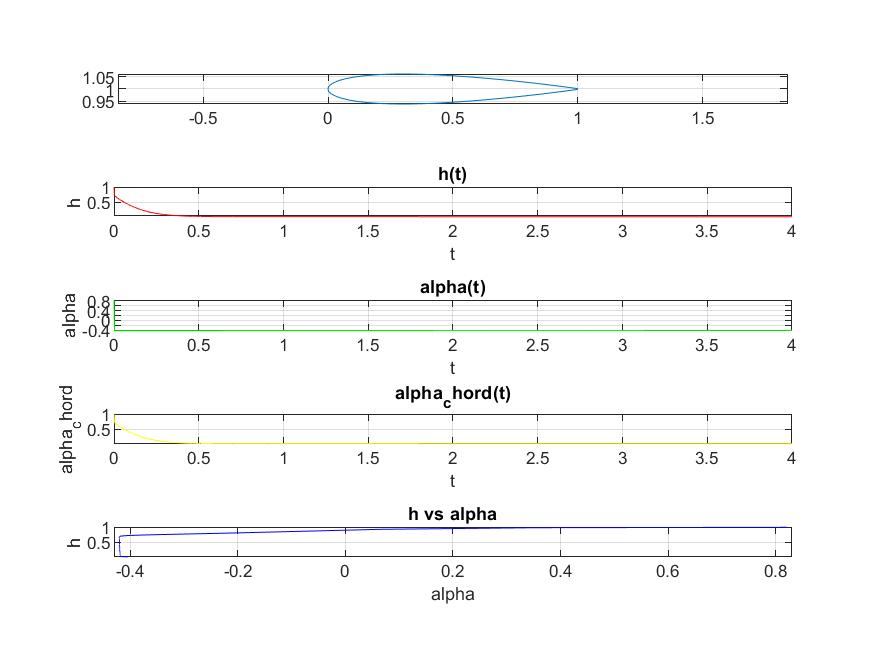 1.05
1
0.95
-0.5 0 0.5 1 1.5
h(t)
1
0.5
h
0 0.5 1 1.5 2 2.5 3 3.5 4
t
alpha(t)
0.8
0.4
0
-0.4
alpha
0 0.5 1 1.5 2 2.5 3 3.5 4
t
alpha_chord(t)
1
0.5
alpha_chord
0 0.5 1 1.5 2 2.5 3 3.5 4
t
h vs alpha
1
0.5
h
-0.4 -0.2 0 0.2 0.4 0.6 0.8
alpha